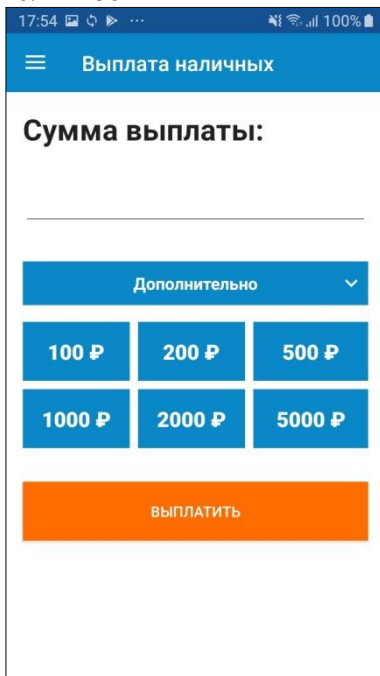 17:54 ... 100%
Выплата наличных
Сумма выплаты:
Дополнительно
100 ₽ 200 ₽ 500 ₽
1000 ₽ 2000 ₽ 5000 ₽
ВЫПЛАТИТЬ